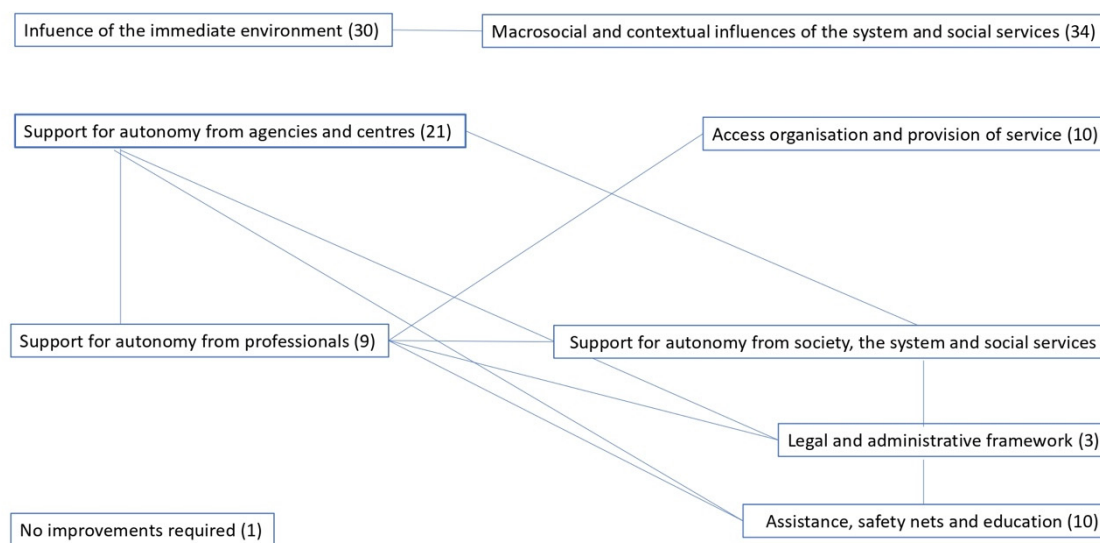 Infuence of the immediate environment (30)
Macrosocial and contextual influences of the system and social services (34)
Support for autonomy from agencies and centres (21)
Access organisation and provision of service (10)
Support for autonomy from professionals (9)
Support for autonomy from society, the system and social services
Legal and administrative framework (3)
Assistance, safety nets and education (10)
No improvements required (1)